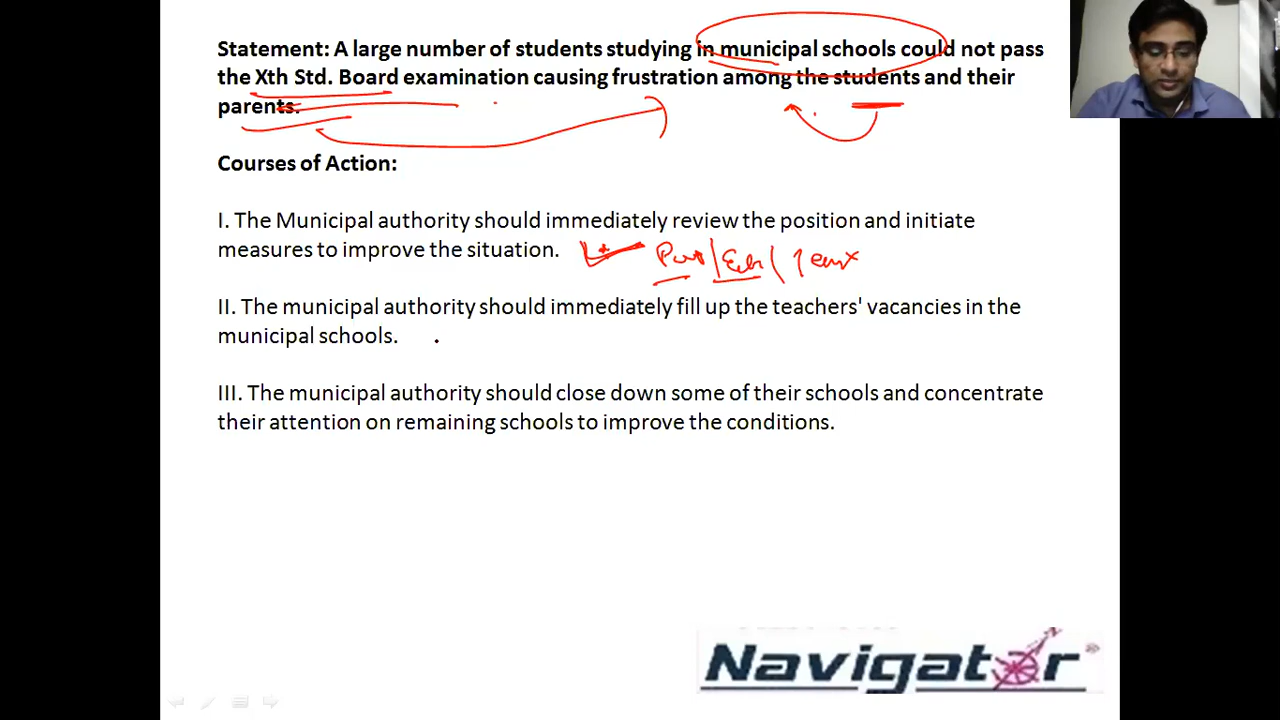 Statement: A large number of students studying in municipal schools could not pass
the Xth Std. Board examination causing frustration among the students and their
parents.
Courses of Action:
I. The Municipal authority should immediately review the position and initiate
measures to improve the situation.
II. The municipal authority should immediately fill up the teachers' vacancies in the
municipal schools.
III. The municipal authority should close down some of their schools and concentrate
their attention on remaining schools to improve the conditions.
Navigator